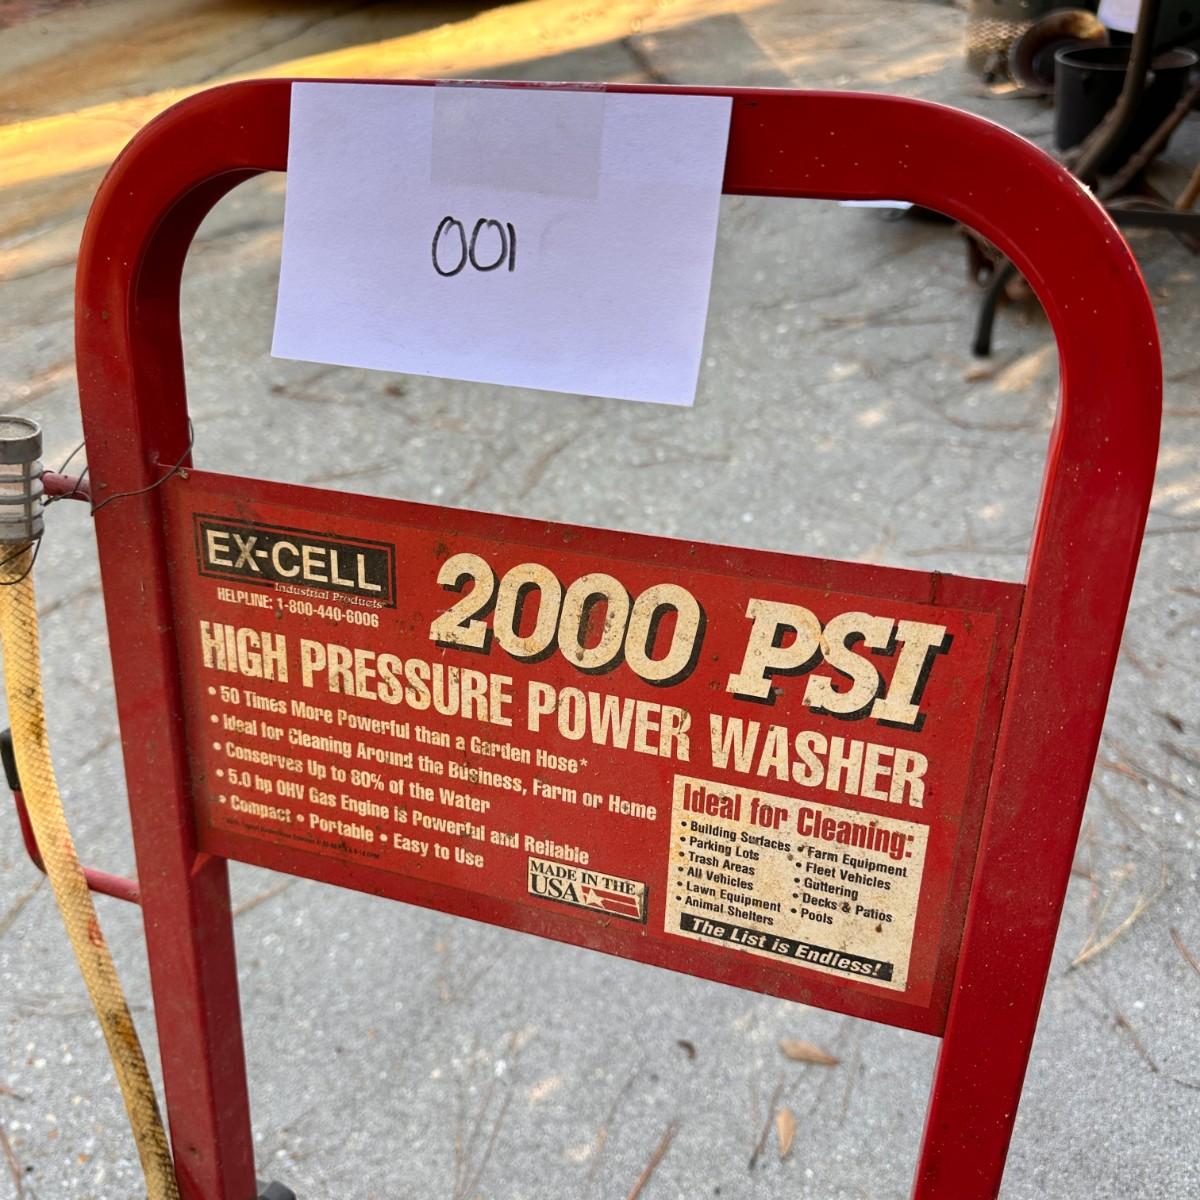 001
EX-CELL
Industrial Products
HELPLINE: 1-800-440-6006
2000 PSI
HIGH PRESSURE POWER WASHER
• 50 Times More Powerful than a Garden Hose*
• Ideal for Cleaning Around the Business, Farm or Home
• Conserves Up to 80% of the Water
• 5.0 hp OHV Gas Engine is Powerful and Reliable
• Compact • Portable • Easy to Use
MADE IN THE
USA
Ideal for Cleaning:
• Building Surfaces
• Parking Lots
• Trash Areas
• All Vehicles
• Lawn Equipment
• Animal Shelters
• Farm Equipment
• Fleet Vehicles
• Guttering
• Decks & Patios
• Pools
The List is Endless!